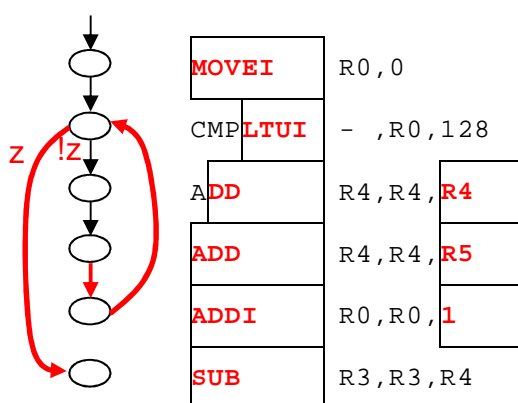 MOVEI R0,0
z !z CMPLTUI - ,R0,128
ADD R4,R4,R4
ADD R4,R4,R5
ADDI R0,R0,1
SUB R3,R3,R4